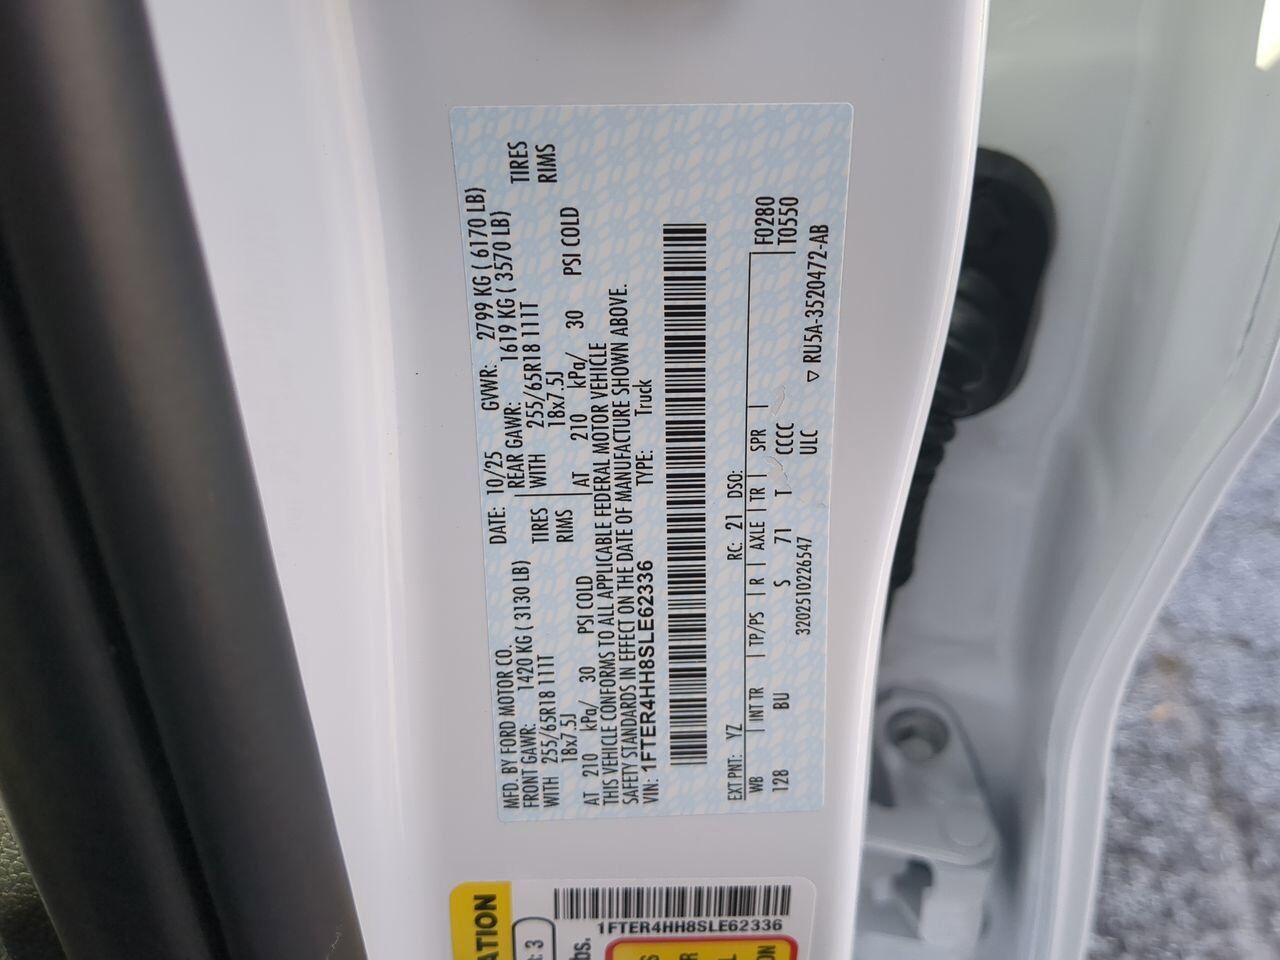 MFD. BY FORD MOTOR CO.
DATE: 10/25 GVWR: 2799 KG ( 6170 LB)
FRONT GAWR: 1420 KG ( 3130 LB)
REAR GAWR: 1619 KG ( 3570 LB)
WITH 255/65R18 111T TIRES
WITH 255/65R18 111T TIRES
18x7.5J RIMS
18x7.5J RIMS
AT 210 kPa/ 30 PSI COLD
AT 210 kPa/ 30 PSI COLD
THIS VEHICLE CONFORMS TO ALL APPLICABLE FEDERAL MOTOR VEHICLE
SAFETY STANDARDS IN EFFECT ON THE DATE OF MANUFACTURE SHOWN ABOVE.
VIN: 1FTER4HH8SLE62336 TYPE: Truck
EXT PNT: YZ RC: 21 DSO: F0280
WB | INT TR | TP/PS | R | AXLE | TR | SPR | T0550
128 BU S 71 T CCCC
3202510226547 ULC ▽ RU5A-3520472-AB
1FTER4HH8SLE62336
: 3
bs.